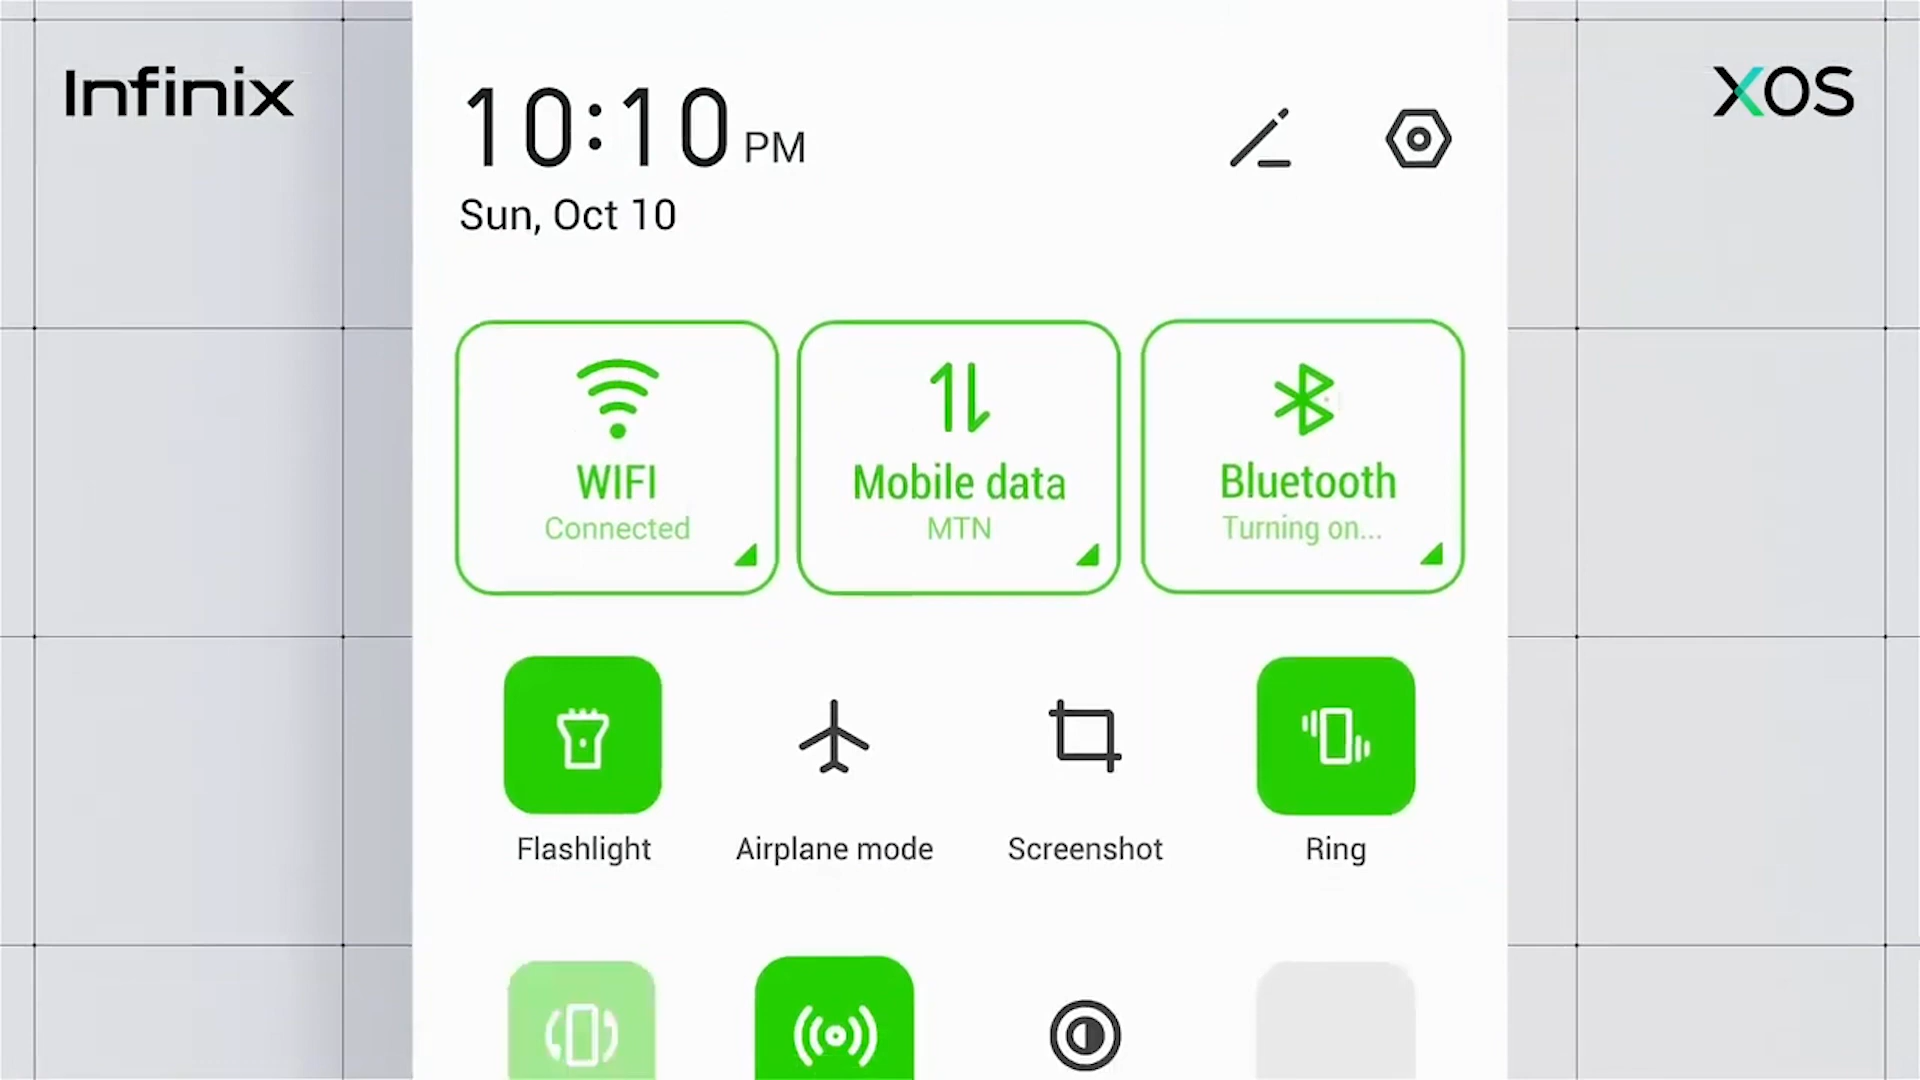 Infinix
XOS
10:10 PM
Sun, Oct 10
WIFI
Connected
Mobile data
MTN
Bluetooth
Turning on...
Flashlight
Airplane mode
Screenshot
Ring